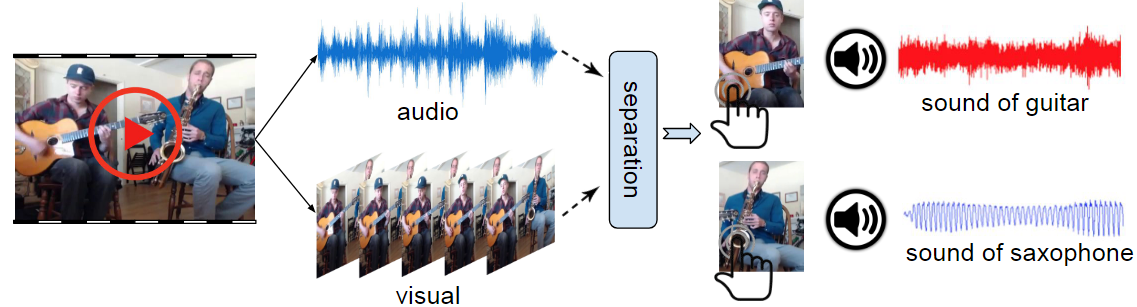 audio
visual
separation
sound of guitar
sound of saxophone